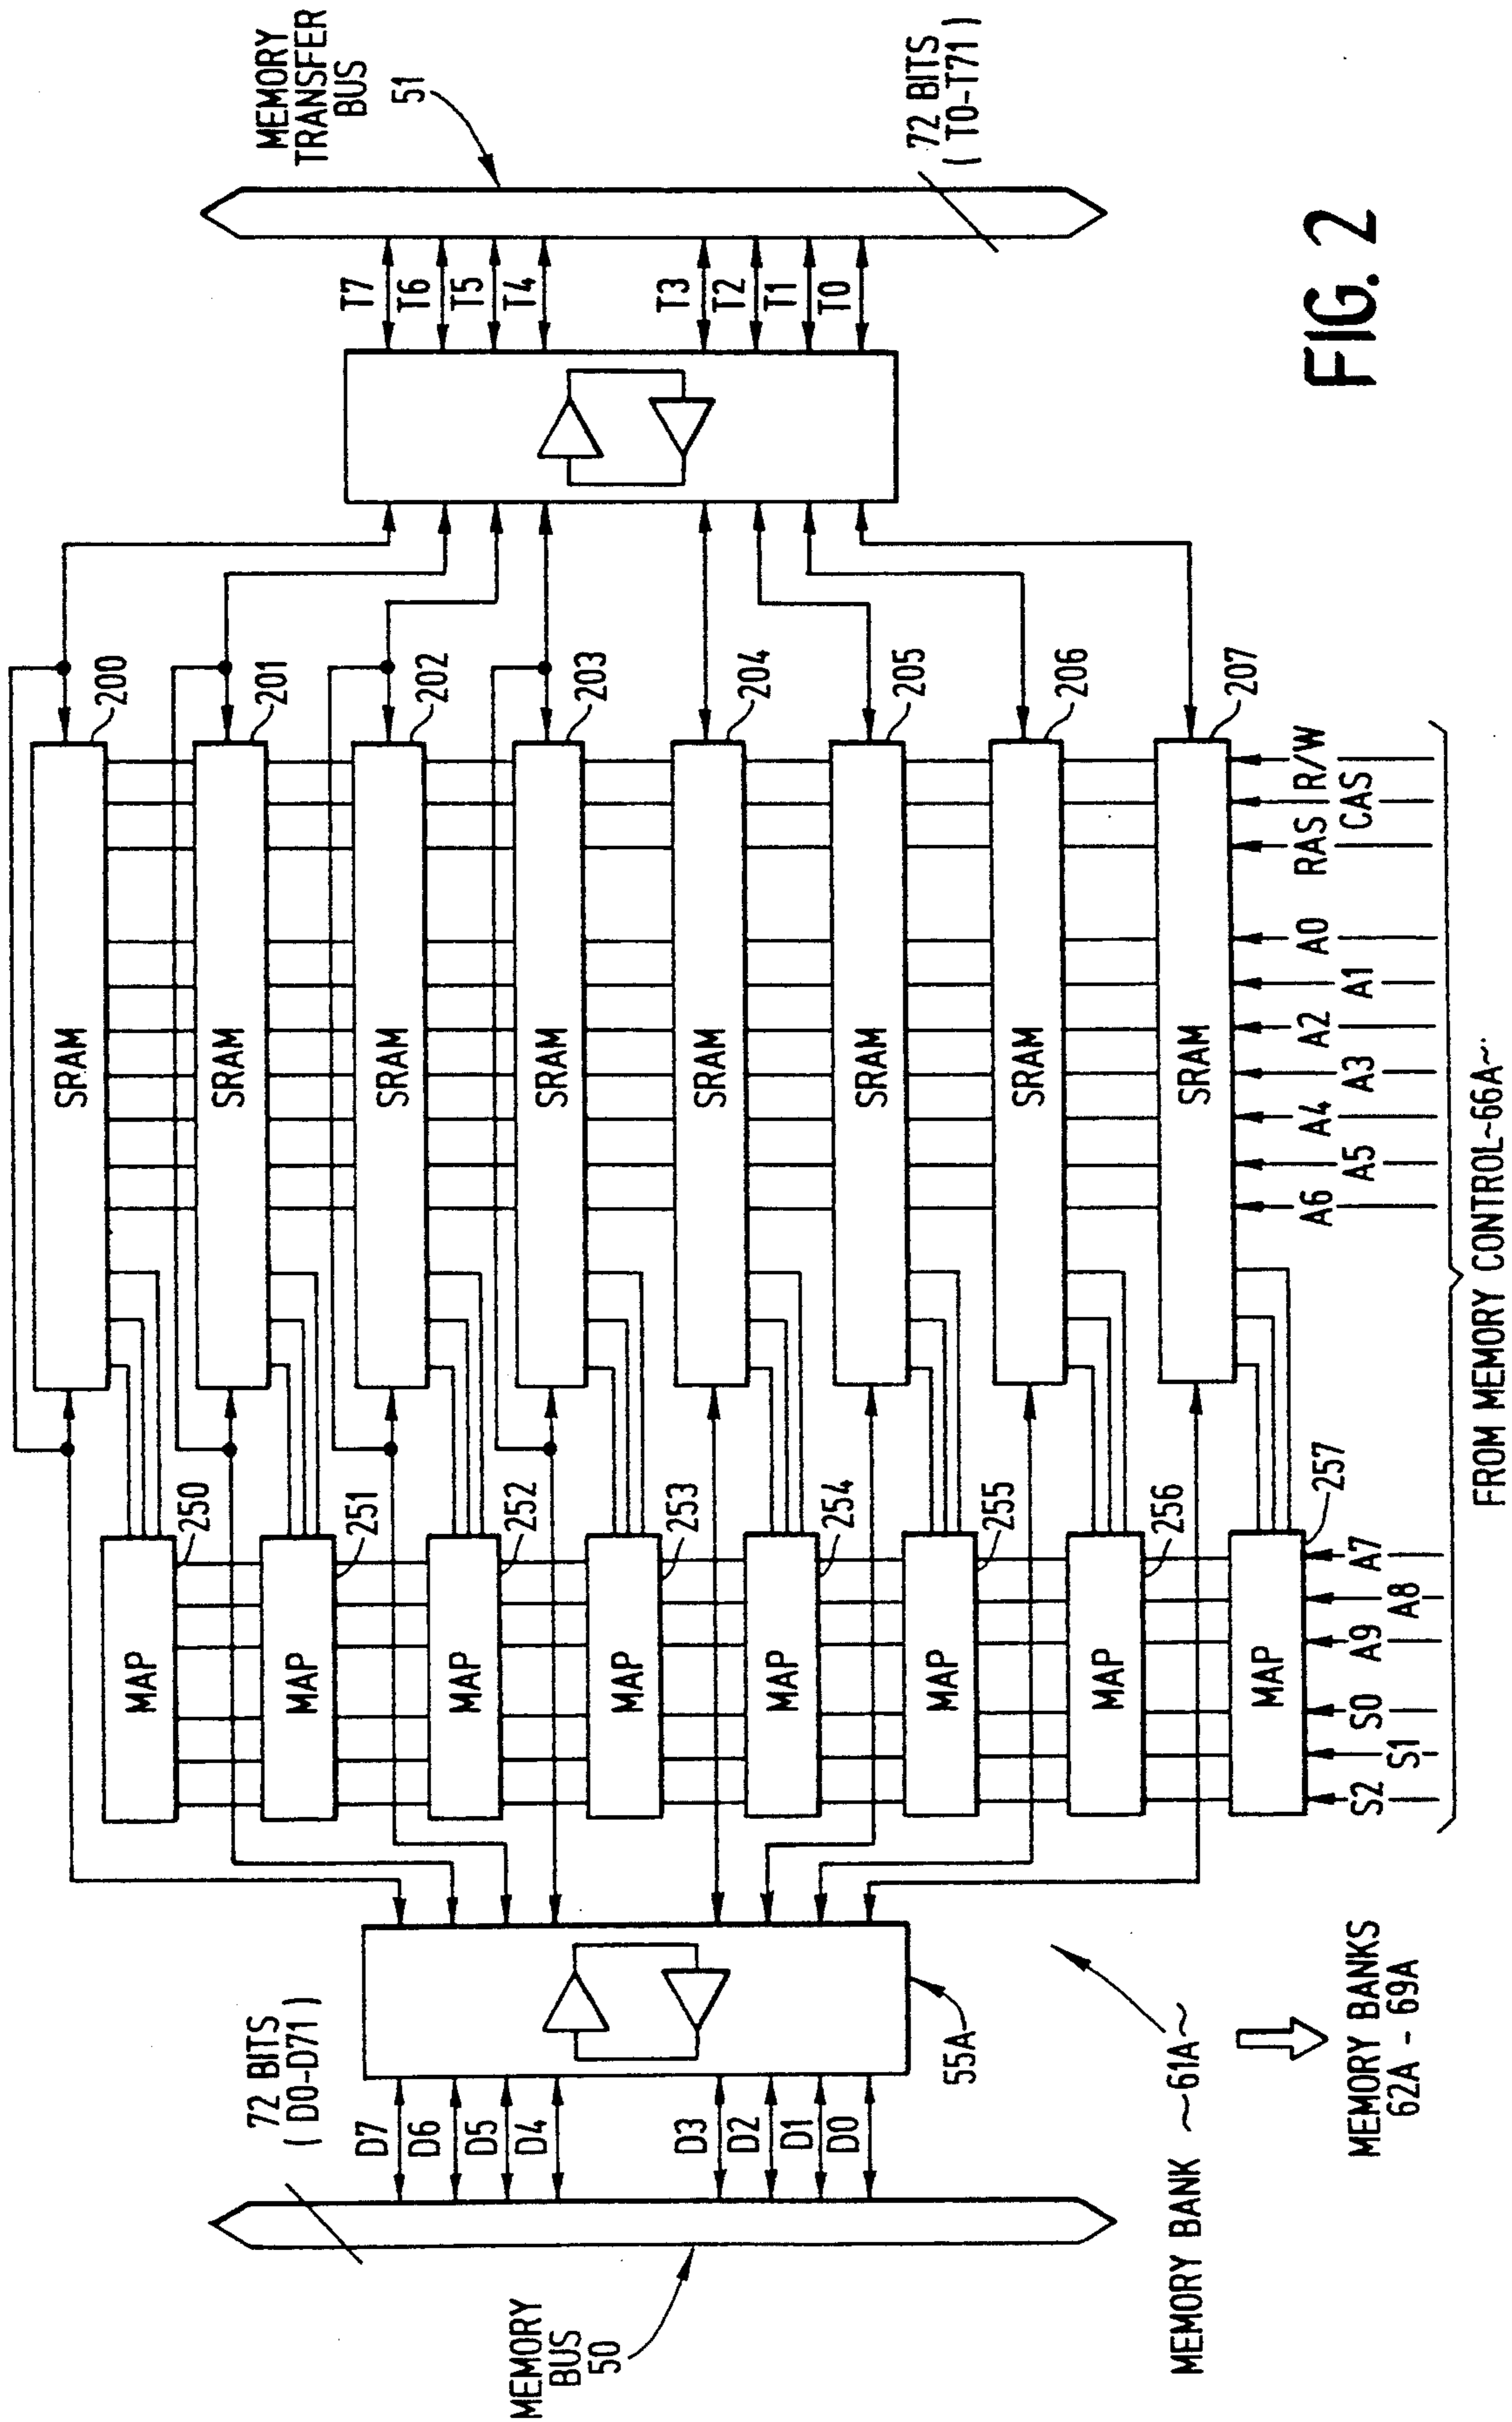 MEMORY
BUS
50
72 BITS
( D0-D71 )
D7
D6
D5
D4
D3
D2
D1
D0
55A
MEMORY BANK ~61A~
MEMORY BANKS
62A - 69A
MAP
250
MAP
251
MAP
252
MAP
253
MAP
254
MAP
255
MAP
256
MAP
257
S2
S1
S0
A9
A8
A7
SRAM
200
SRAM
201
SRAM
202
SRAM
203
SRAM
204
SRAM
205
SRAM
206
SRAM
207
A6
A5
A4
A3
A2
A1
A0
RAS
CAS
R/W
FROM MEMORY CONTROL~66A~
T7
T6
T5
T4
T3
T2
T1
T0
MEMORY
TRANSFER
BUS
51
72 BITS
( T0-T71 )
FIG. 2